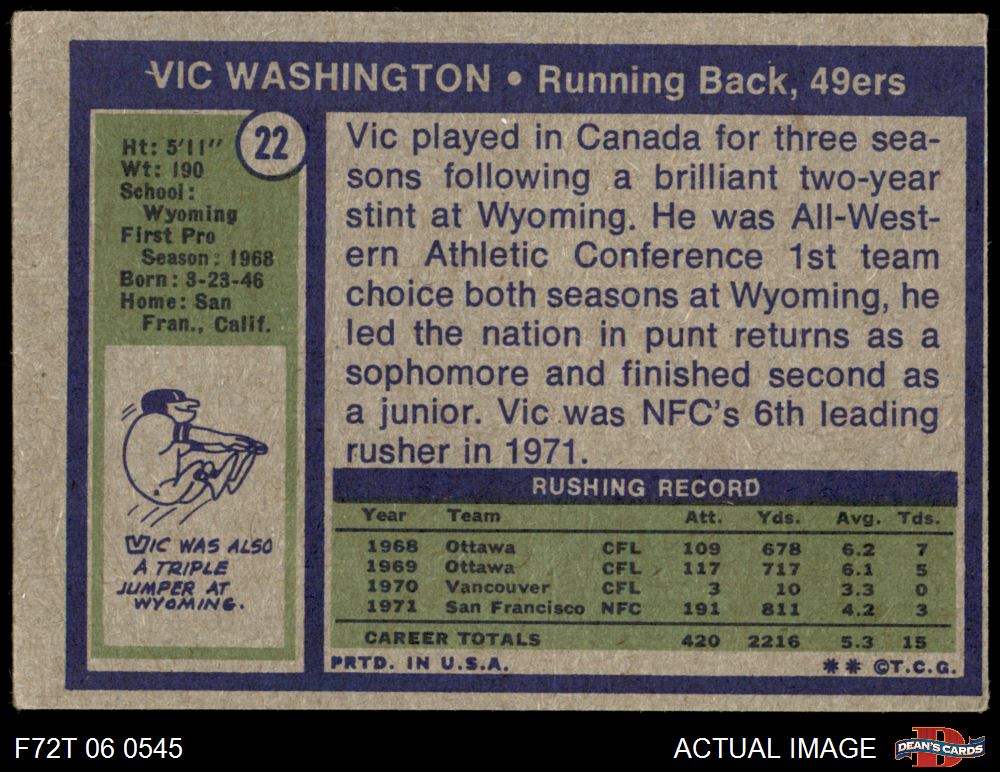 VIC WASHINGTON • Running Back, 49ers
22
Ht: 5'11"
Wt: 190
School:
Wyoming
First Pro
Season: 1968
Born: 3-23-46
Home: San
Fran., Calif.
VIC WAS ALSO
A TRIPLE
JUMPER AT
WYOMING.
Vic played in Canada for three sea-
sons following a brilliant two-year
stint at Wyoming. He was All-West-
ern Athletic Conference 1st team
choice both seasons at Wyoming, he
led the nation in punt returns as a
sophomore and finished second as
a junior. Vic was NFC's 6th leading
rusher in 1971.
RUSHING RECORD
Year Team Att. Yds. Avg. Tds.
1968 Ottawa CFL 109 678 6.2 7
1969 Ottawa CFL 117 717 6.1 5
1970 Vancouver CFL 3 10 3.3 0
1971 San Francisco NFC 191 811 4.2 3
CAREER TOTALS 420 2216 5.3 15
PRTD. IN U.S.A. ** ©T.C.G.
F72T 06 0545 ACTUAL IMAGE D DEAN'S CARDS